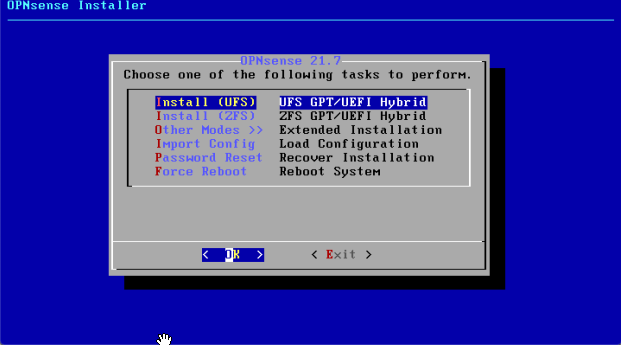 OPNsense Installer
OPNsense 21.7
Choose one of the following tasks to perform.
Install (UFS) UFS GPT/UEFI Hybrid
Install (ZFS) ZFS GPT/UEFI Hybrid
Other Modes >> Extended Installation
Import Config Load Configuration
Password Reset Recover Installation
Force Reboot Reboot System
< OK > < Exit >